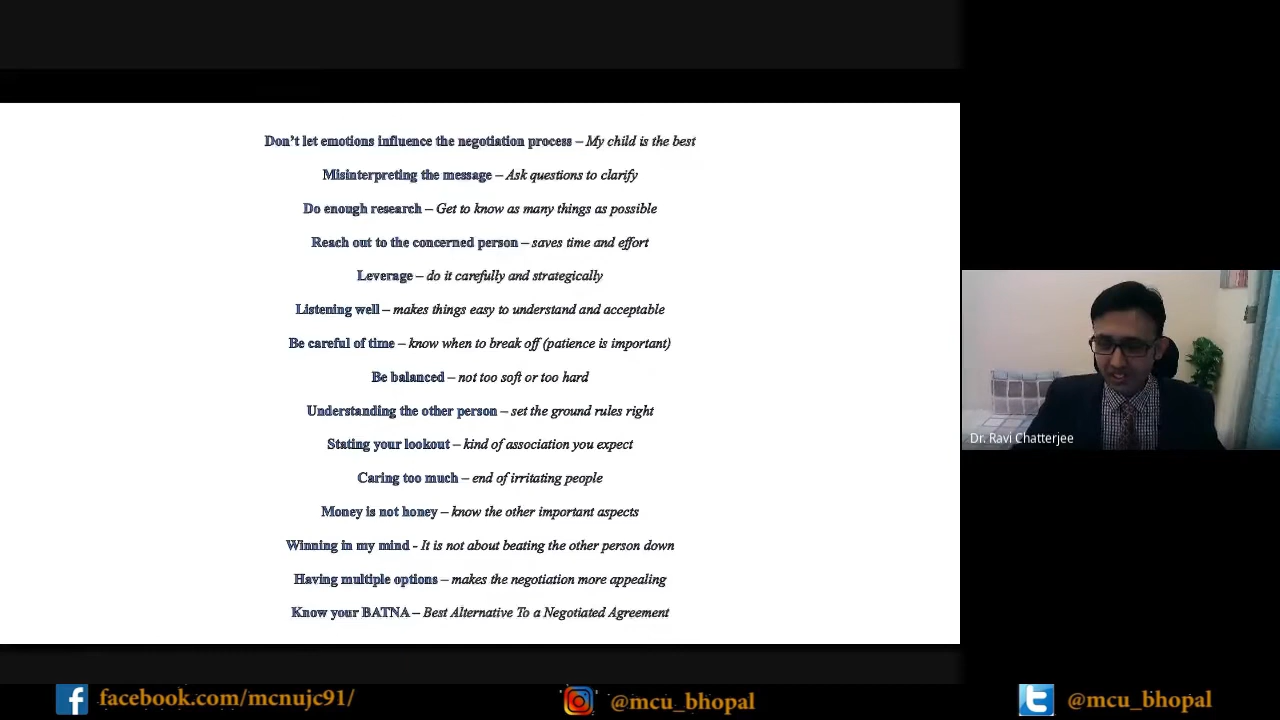 Don't let emotions influence the negotiation process – My child is the best
Misinterpreting the message – Ask questions to clarify
Do enough research – Get to know as many things as possible
Reach out to the concerned person – saves time and effort
Leverage – do it carefully and strategically
Listening well – makes things easy to understand and acceptable
Be careful of time – know when to break off (patience is important)
Be balanced – not too soft or too hard
Understanding the other person – set the ground rules right
Stating your lookout – kind of association you expect
Caring too much – end of irritating people
Money is not honey – know the other important aspects
Winning in my mind - It is not about beating the other person down
Having multiple options – makes the negotiation more appealing
Know your BATNA – Best Alternative To a Negotiated Agreement
Dr. Ravi Chatterjee
facebook.com/mcnujc91/
@mcu_bhopal
@mcu_bhopal